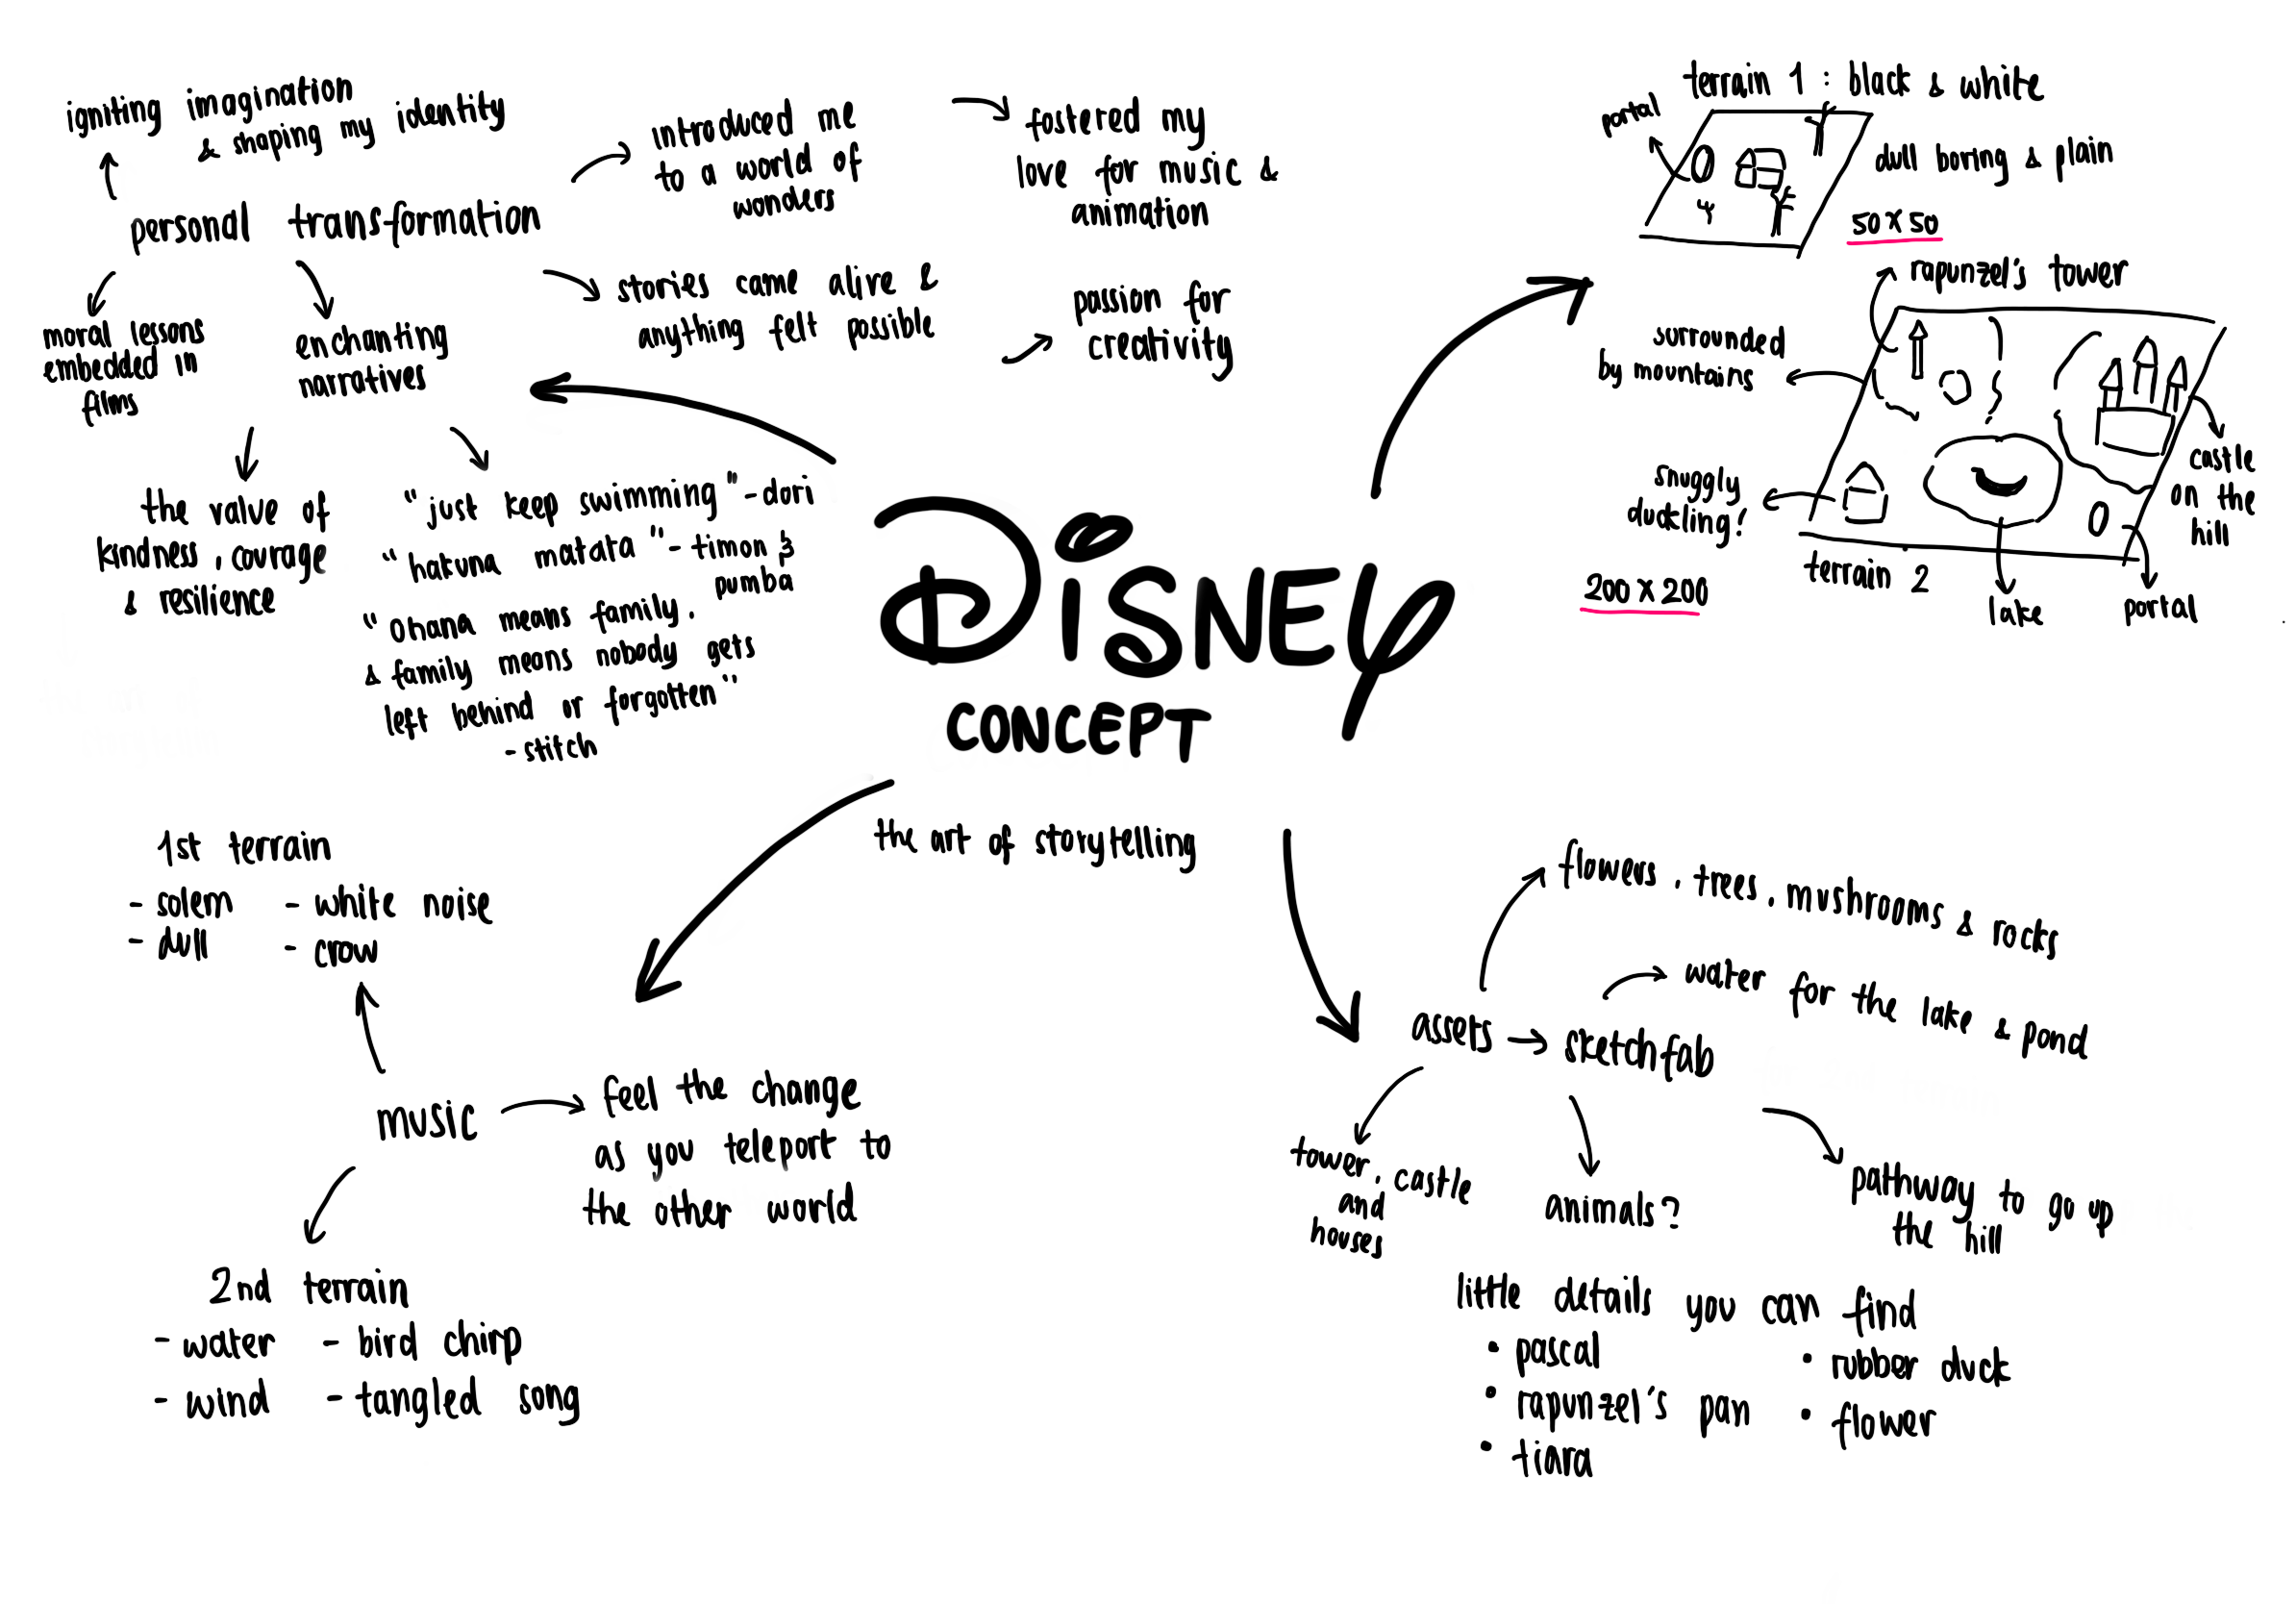 igniting imagination
& shaping my identity
personal transformation
moral lessons
embedded in
films
enchanting
narratives
introduced me
to a world of
wonders
fostered my
love for music &
animation
stories came alive &
anything felt possible
passion for
creativity
the value of
kindness, courage
& resilience
"just keep swimming" - dori
"hakuna matata" - timon &
pumba
"ohana means family,
& family means nobody gets
left behind or forgotten"
- stitch
terrain 1 : black & white
portal
dull boring & plain
50 x 50
rapunzel's tower
surrounded
by mountains
snuggly
duckling!
castle
on the
hill
terrain 2
200 x 200
lake
portal
DISNEY
CONCEPT
the art of storytelling
1st terrain
- solem - white noise
- dull - crow
music
feel the change
as you teleport to
the other world
2nd terrain
- water - bird chirp
- wind - tangled song
flowers, trees, mushrooms & rocks
water for the lake & pond
assets → sketchfab
tower, castle
and
houses
animals?
pathway to go up
the hill
little details you can find
• pascal • rubber duck
• rapunzel's pan • flower
• tiara